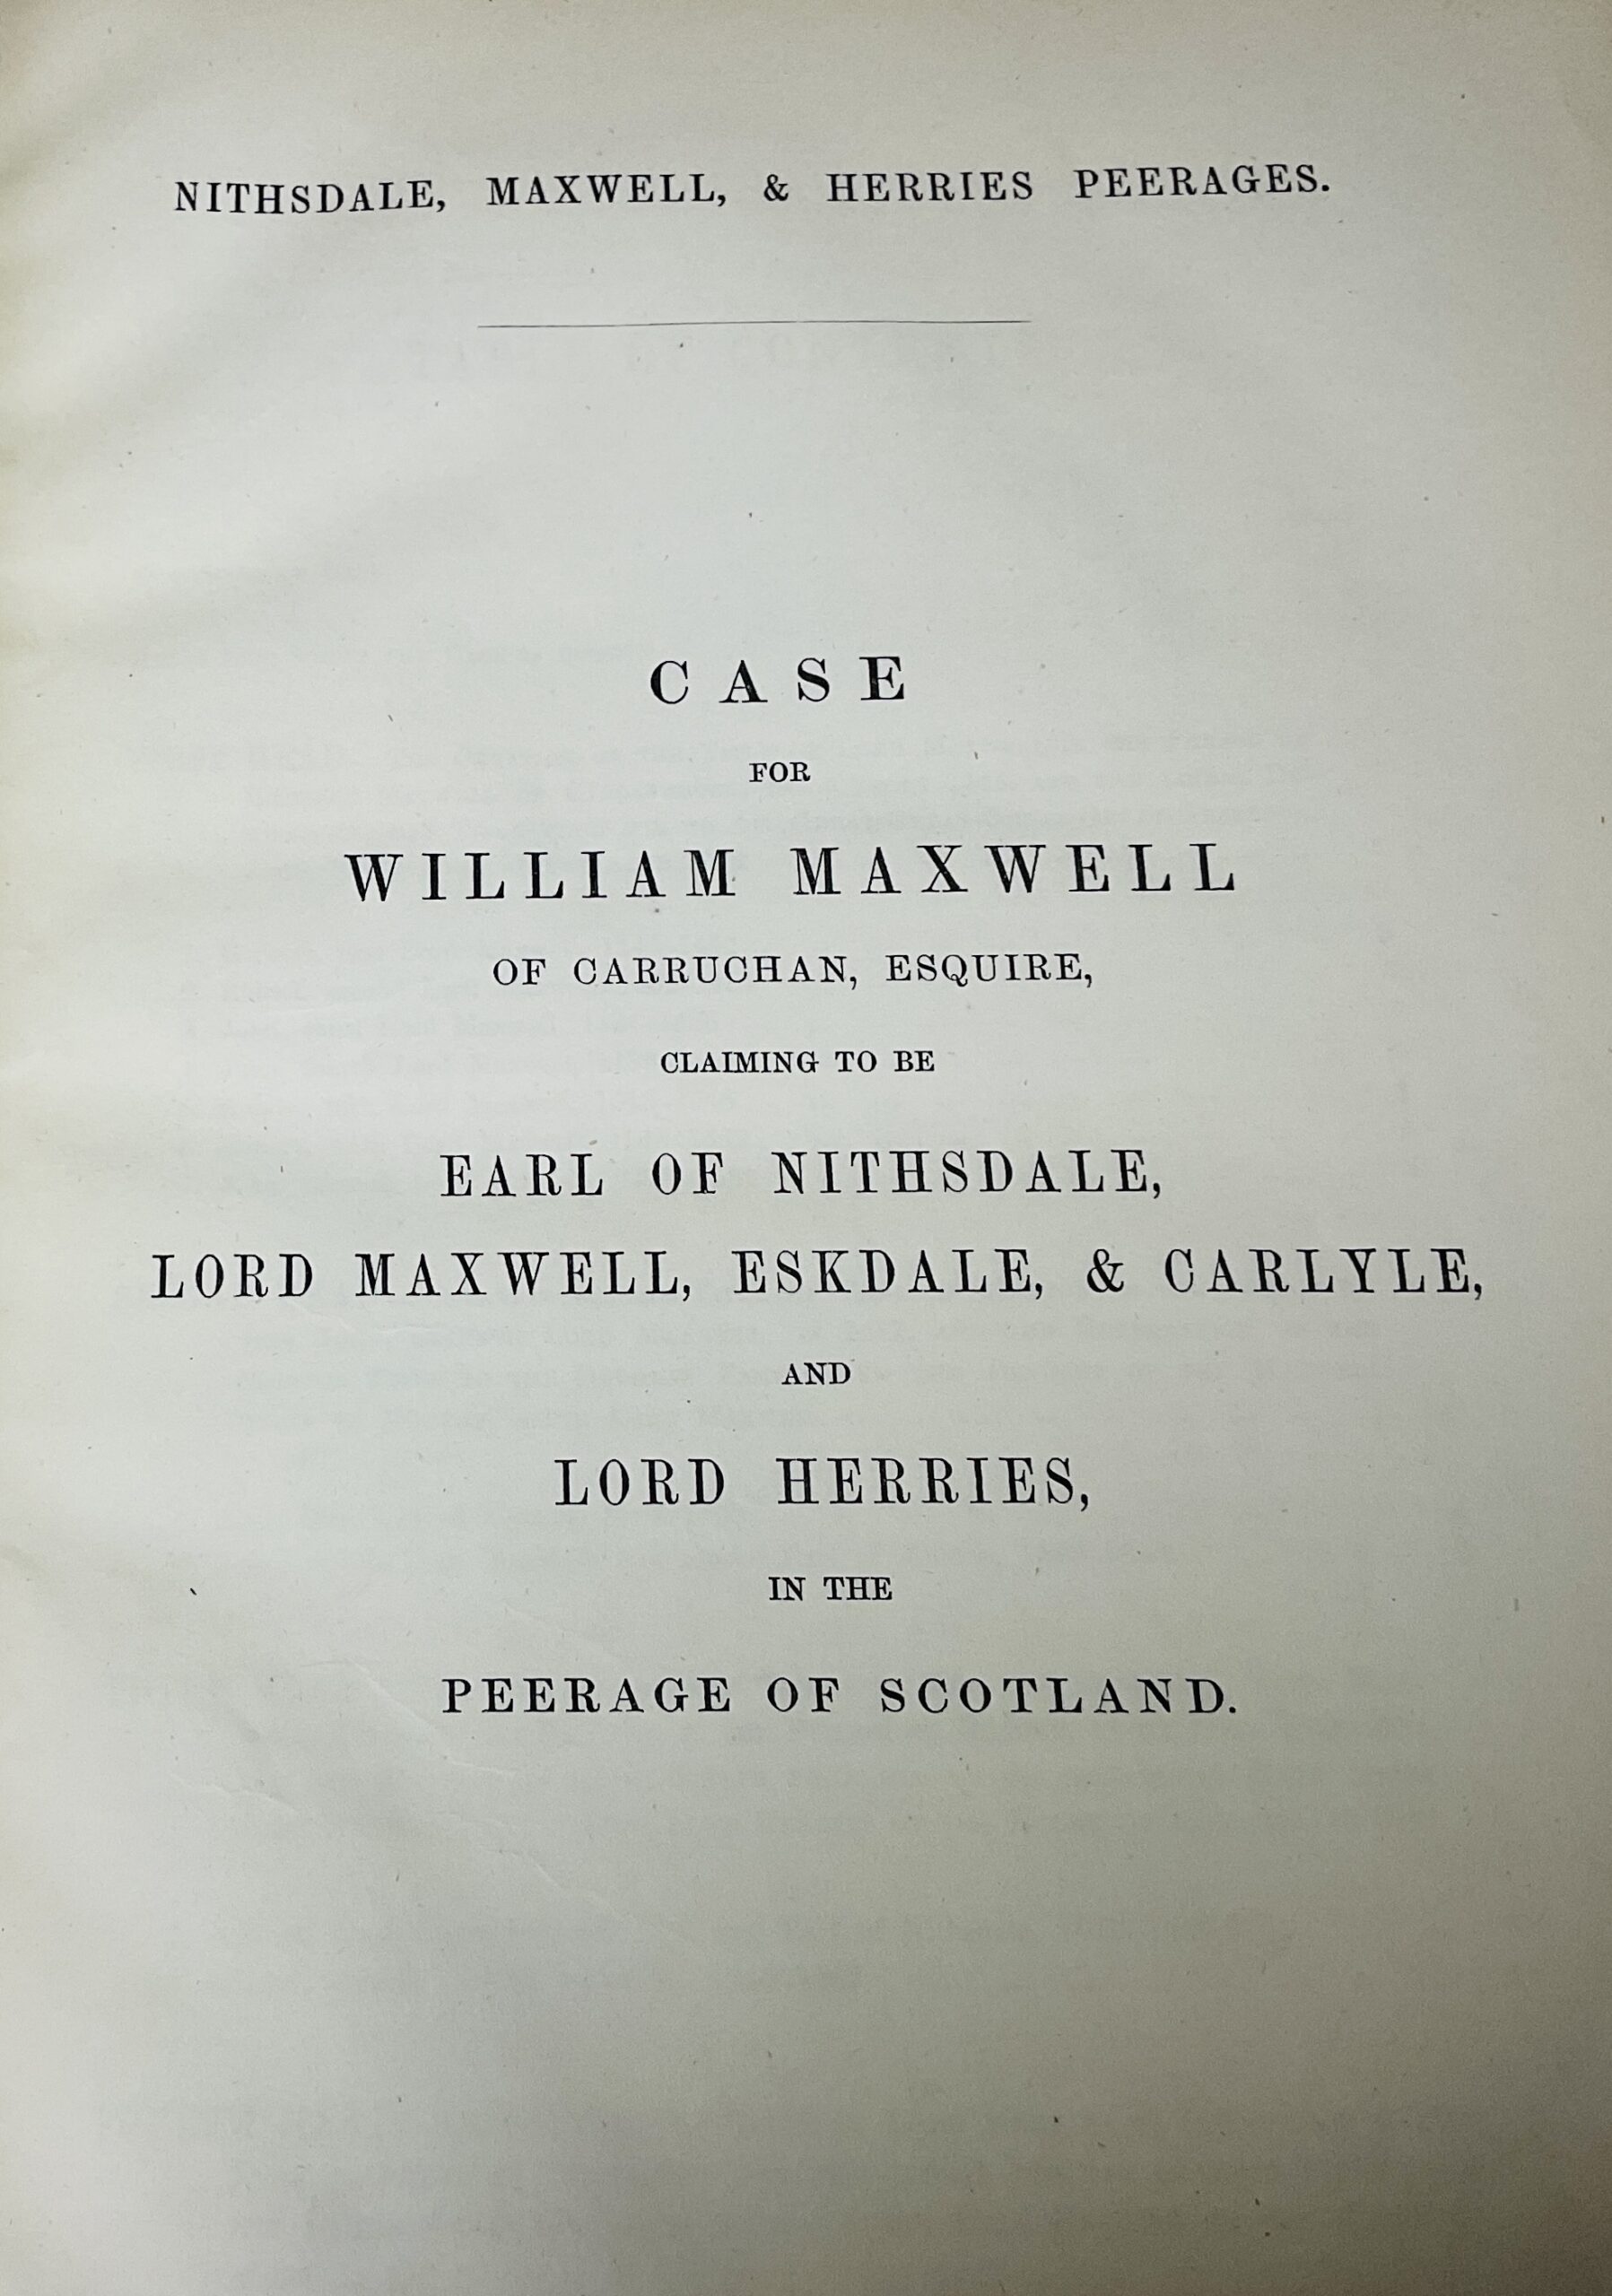 NITHSDALE, MAXWELL, & HERRIES PEERAGES.
CASE
FOR
WILLIAM MAXWELL
OF CARRUCHAN, ESQUIRE,
CLAIMING TO BE
EARL OF NITHSDALE,
LORD MAXWELL, ESKDALE, & CARLYLE,
AND
LORD HERRIES,
IN THE
PEERAGE OF SCOTLAND.